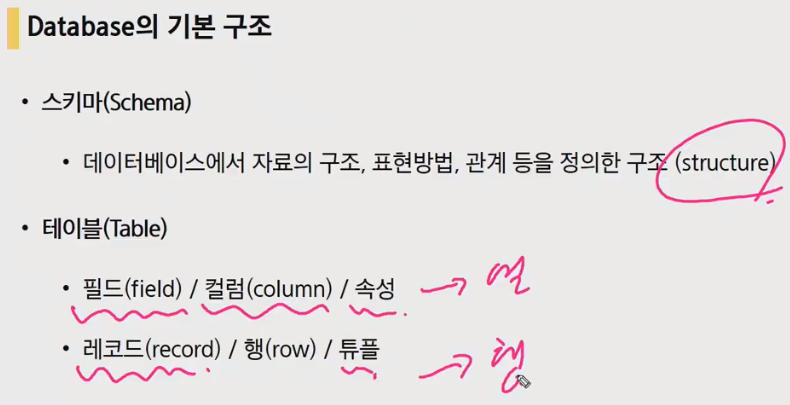 Database의 기본 구조
• 스키마(Schema)
• 데이터베이스에서 자료의 구조, 표현방법, 관계 등을 정의한 구조 (structure)
• 테이블(Table)
• 필드(field) / 컬럼(column) / 속성 → 열
• 레코드(record) / 행(row) / 튜플 → 행